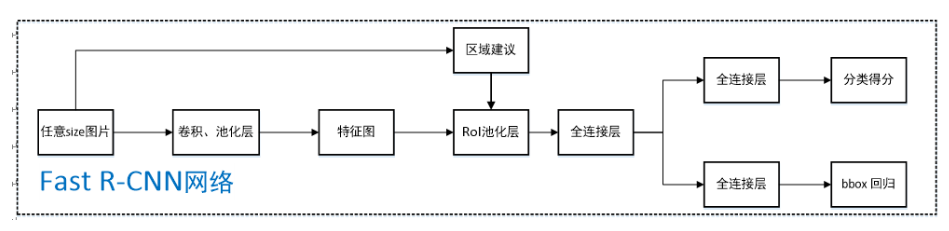 区域建议
全连接层
分类得分
任意size图片
卷积、池化层
特征图
RoI池化层
全连接层
Fast R-CNN网络
全连接层
bbox 回归